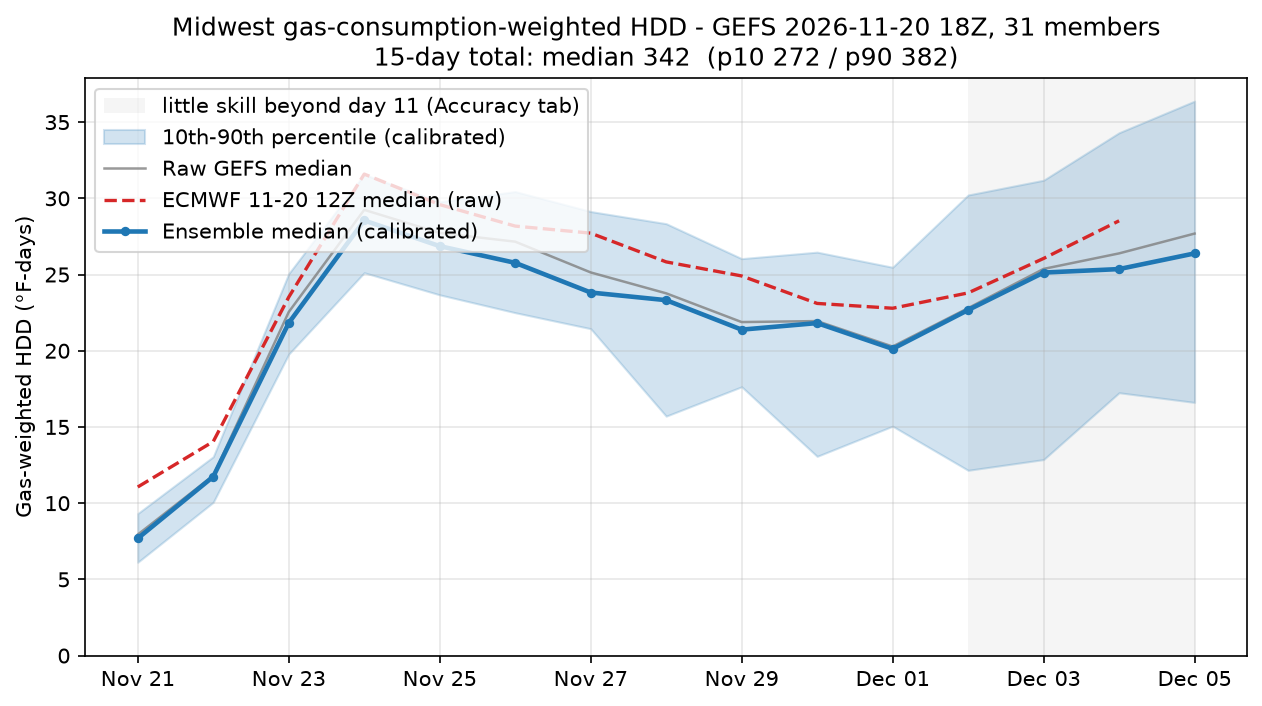 Midwest gas-consumption-weighted HDD - GEFS 2026-11-20 18Z, 31 members
15-day total: median 342  (p10 272 / p90 382)
little skill beyond day 11 (Accuracy tab)
10th-90th percentile (calibrated)
Raw GEFS median
ECMWF 11-20 12Z median (raw)
Ensemble median (calibrated)
Gas-weighted HDD (°F-days)
35
30
25
20
15
10
5
0
Nov 21
Nov 23
Nov 25
Nov 27
Nov 29
Dec 01
Dec 03
Dec 05